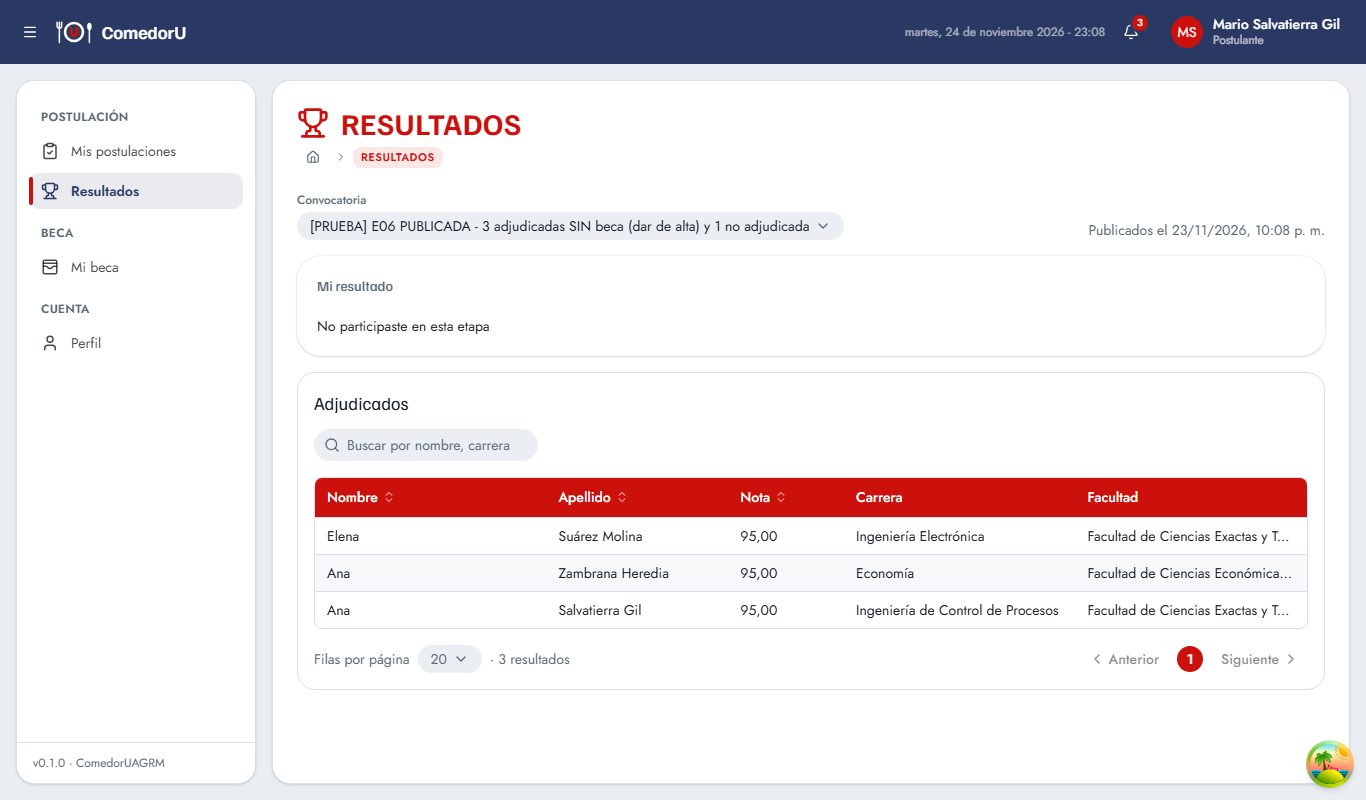 ComedorU
martes, 24 de noviembre 2026 - 23:08
3
MS
Mario Salvatierra Gil
Postulante
POSTULACIÓN
Mis postulaciones
Resultados
BECA
Mi beca
CUENTA
Perfil
v0.1.0 - ComedorUAGRM
RESULTADOS
RESULTADOS
Convocatoria
[PRUEBA] E06 PUBLICADA - 3 adjudicadas SIN beca (dar de alta) y 1 no adjudicada
Publicados el 23/11/2026, 10:08 p. m.
Mi resultado
No participaste en esta etapa
Adjudicados
Buscar por nombre, carrera
Nombre Apellido Nota Carrera Facultad
Elena Suárez Molina 95,00 Ingeniería Electrónica Facultad de Ciencias Exactas y T...
Ana Zambrana Heredia 95,00 Economía Facultad de Ciencias Económica...
Ana Salvatierra Gil 95,00 Ingeniería de Control de Procesos Facultad de Ciencias Exactas y T...
Filas por página 20 · 3 resultados
Anterior 1 Siguiente